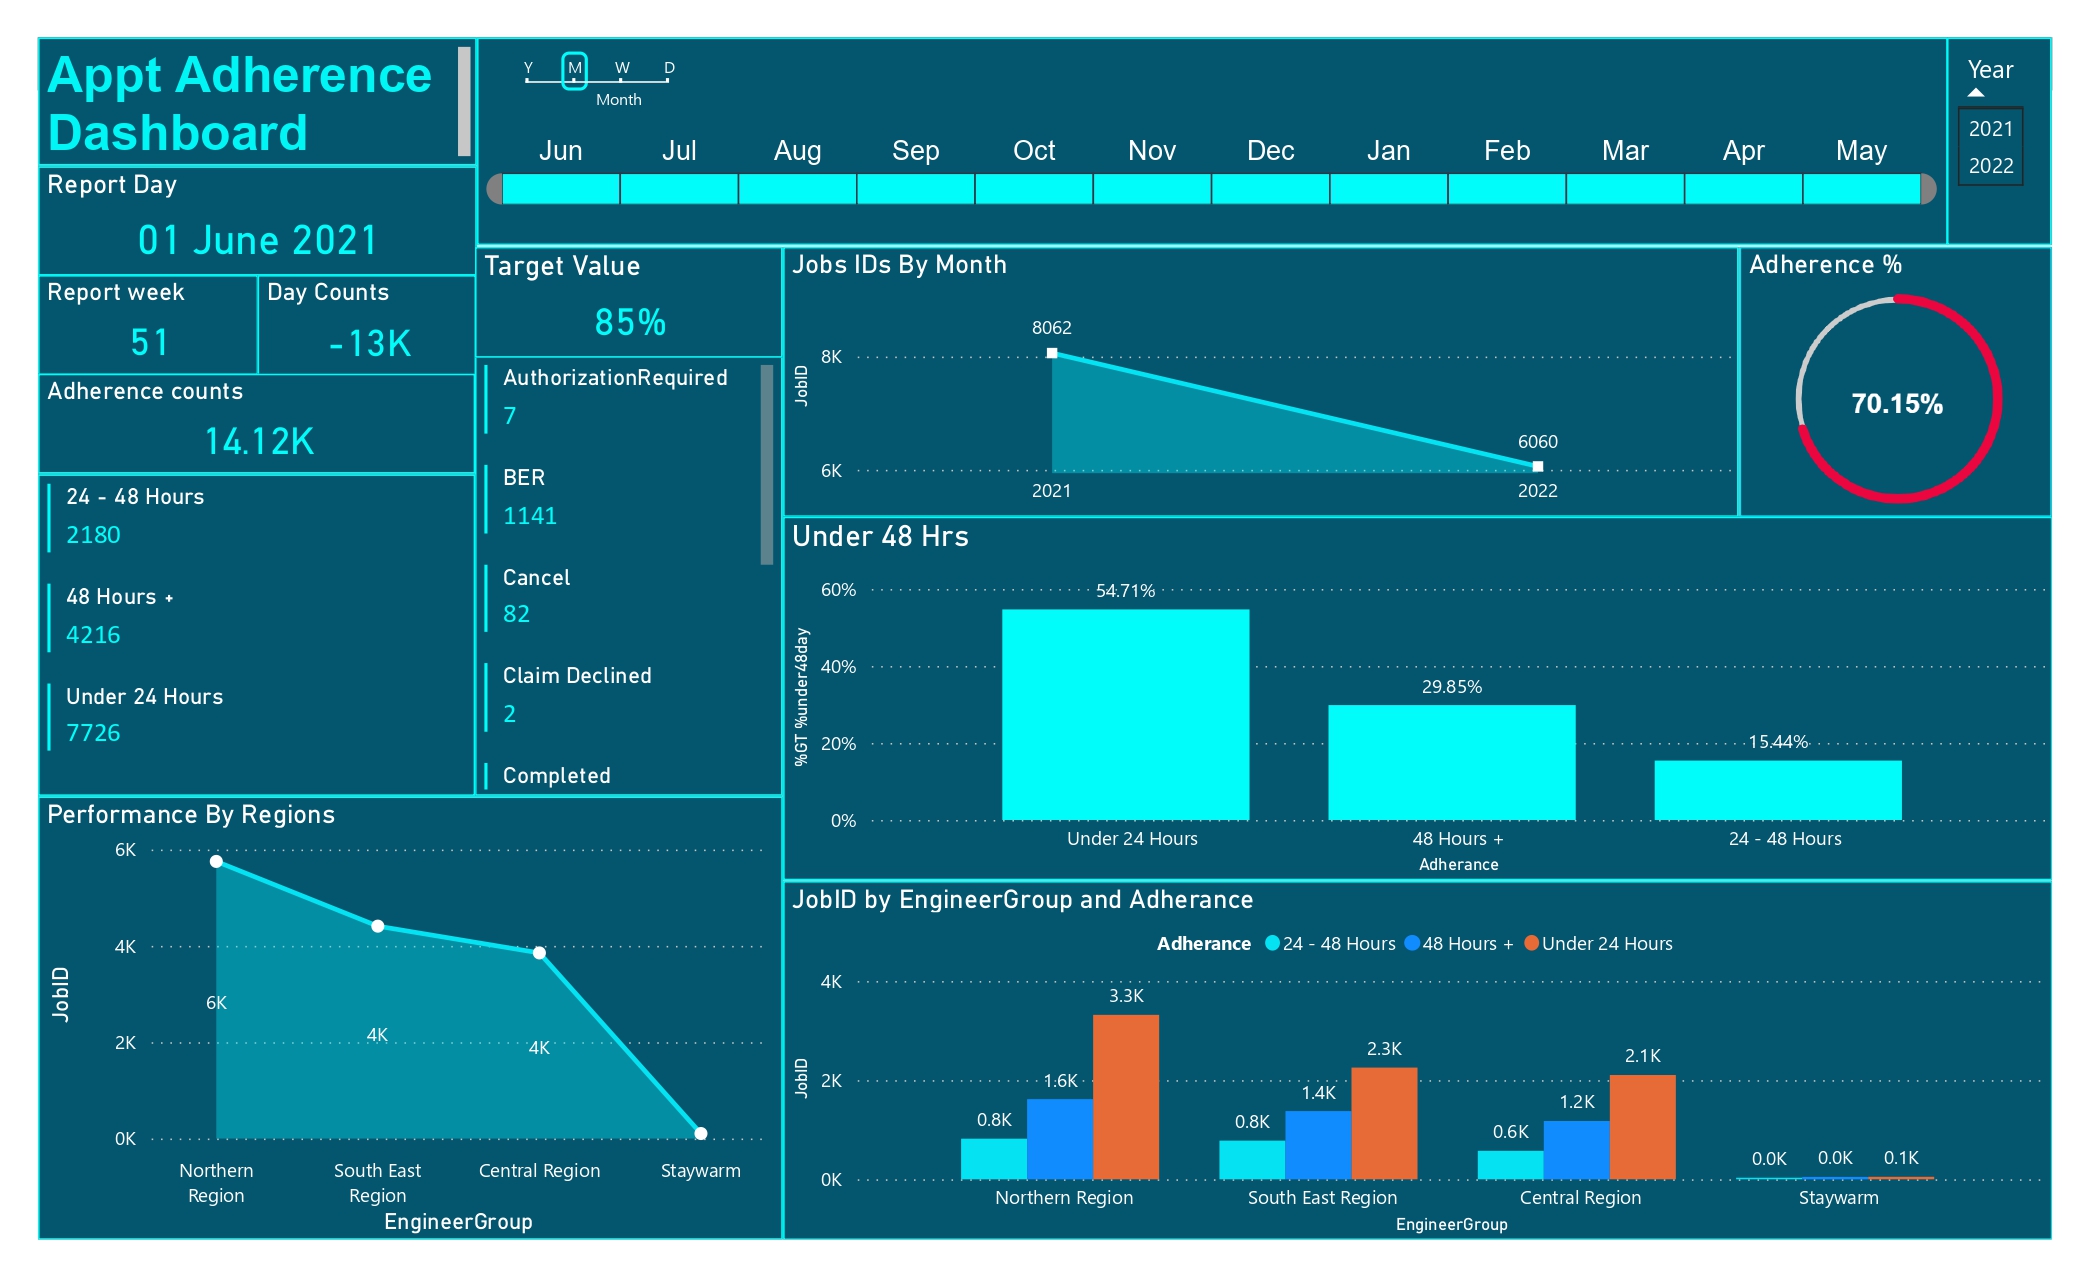 Appt Adherence
Dashboard
Y M W D
Month
Jun Jul Aug Sep Oct Nov Dec Jan Feb Mar Apr May
Year
2021
2022
Report Day
01 June 2021
Report week
51
Day Counts
-13K
Adherence counts
14.12K
24 - 48 Hours
2180
48 Hours +
4216
Under 24 Hours
7726
Target Value
85%
AuthorizationRequired
7
BER
1141
Cancel
82
Claim Declined
2
Completed
Jobs IDs By Month
JobID
8K
6K
8062
6060
2021
2022
Adherence %
70.15%
Under 48 Hrs
%GT %under48day
60%
40%
20%
0%
54.71%
29.85%
15.44%
Under 24 Hours
48 Hours +
24 - 48 Hours
Adherance
Performance By Regions
JobID
6K
4K
2K
0K
6K
4K
4K
Northern
Region
South East
Region
Central Region
Staywarm
EngineerGroup
JobID by EngineerGroup and Adherance
Adherance 24 - 48 Hours 48 Hours + Under 24 Hours
JobID
4K
2K
0K
0.8K
1.6K
3.3K
0.8K
1.4K
2.3K
0.6K
1.2K
2.1K
0.0K
0.0K
0.1K
Northern Region
South East Region
Central Region
Staywarm
EngineerGroup